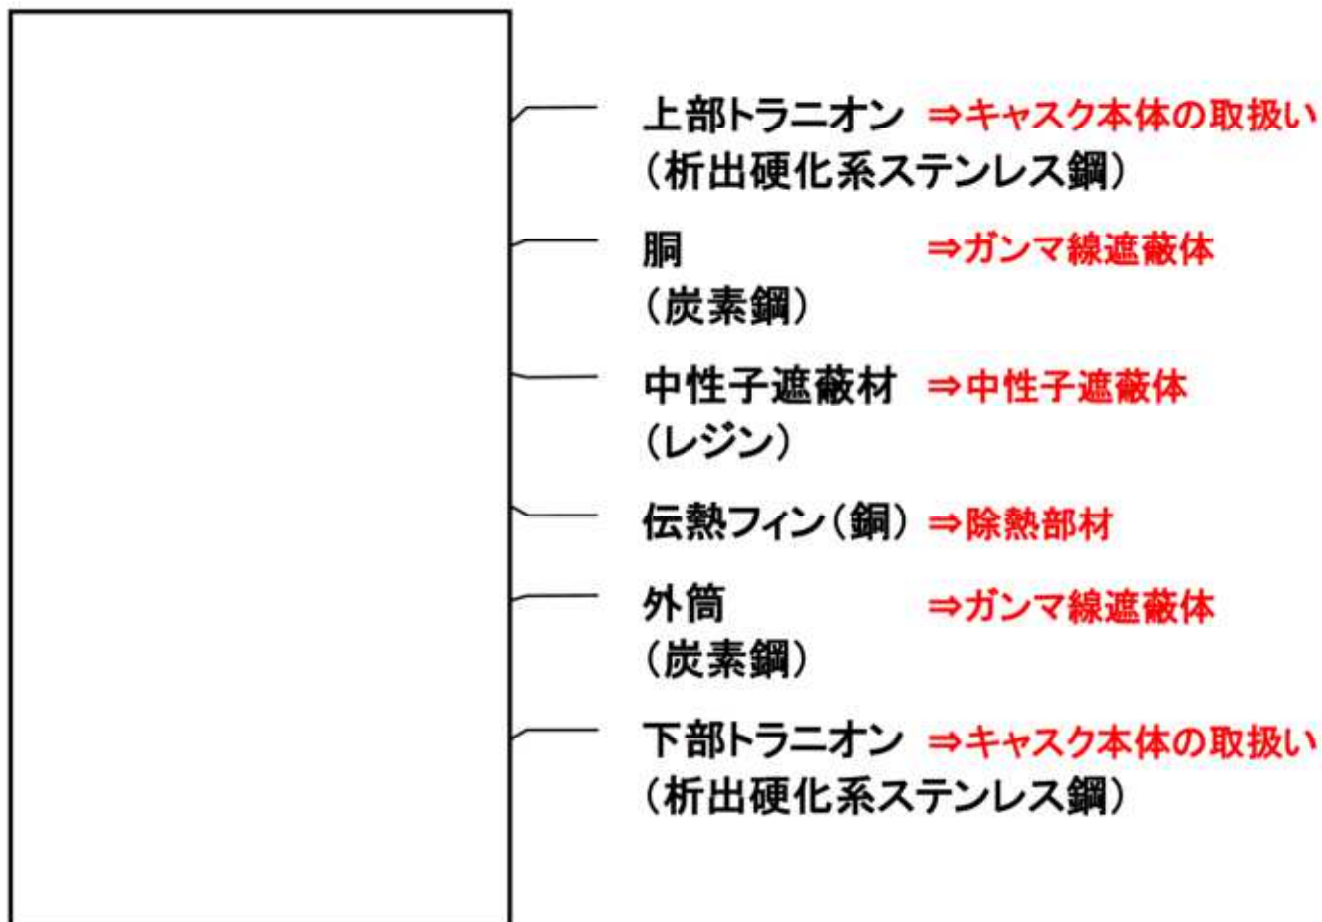 上部トラニオン ⇒キャスク本体の取扱い
（析出硬化系ステンレス鋼）
胴 ⇒ガンマ線遮蔽体
（炭素鋼）
中性子遮蔽材 ⇒中性子遮蔽体
（レジン）
伝熱フィン（銅） ⇒除熱部材
外筒 ⇒ガンマ線遮蔽体
（炭素鋼）
下部トラニオン ⇒キャスク本体の取扱い
（析出硬化系ステンレス鋼）